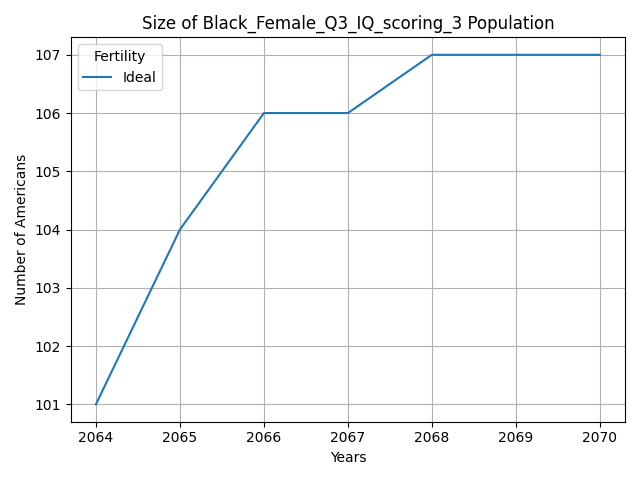 Size of Black_Female_Q3_IQ_scoring_3 Population
Fertility
Ideal
107
106
105
104
103
102
101
Number of Americans
2064 2065 2066 2067 2068 2069 2070
Years